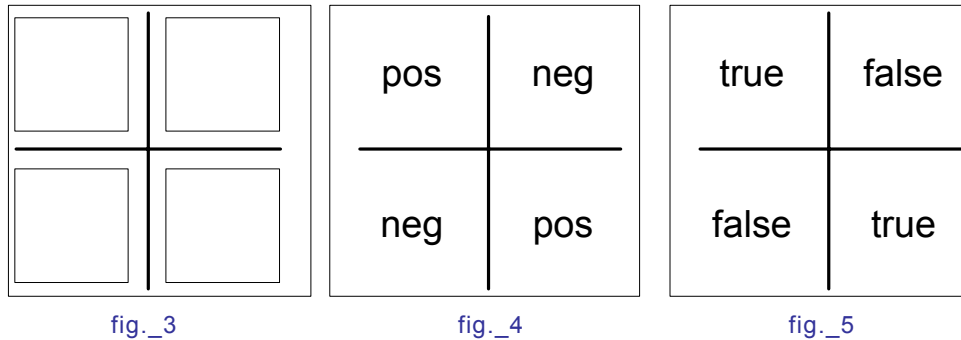 pos neg
neg pos
true false
false true
fig._3
fig._4
fig._5